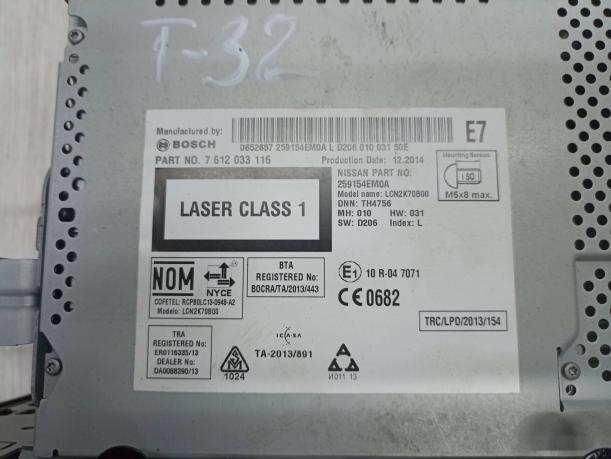 T-32
Manufactured by:
BOSCH
0652657 259154EM0A L D206 010 031 50E
E7
PART NO. 7 612 033 116
Production Date: 12.2014
LASER CLASS 1
NISSAN PART NO.
259154EM0A
Model name: LCN2K70B00
DNN: TH4756
MH: 010 HW: 031
SW: D206 Index: L
Mounting Screws
ISO
M5x8 max.
NOM
NYCE
COFETEL: RCPBOLC13-0948-A2
Modelo: LCN2K70B00
BTA
REGISTERED No:
BOCRA/TA/2013/443
E1 10 R-04 7071
CE 0682
TRC/LPD/2013/154
TRA
REGISTERED No:
ER0116335/13
DEALER No:
DA0088390/13
1024
ICASA
TA-2013/891
И011 13